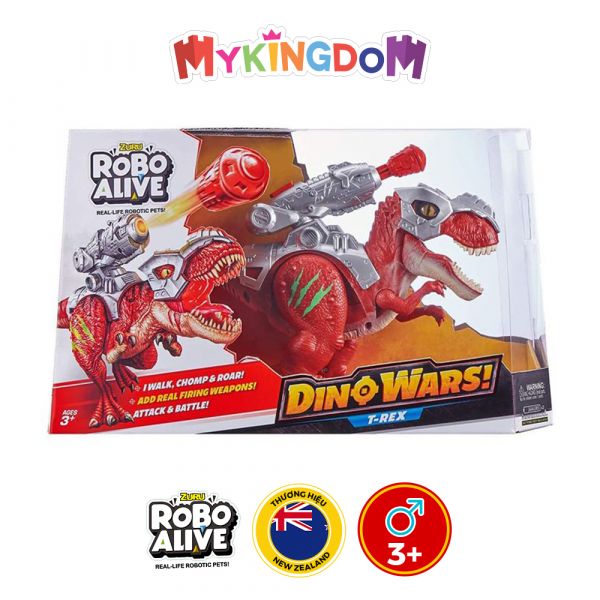 MYKINGDOM
ZURU
ROBO
ALIVE
REAL-LIFE ROBOTIC PETS!
I WALK, CHOMP & ROAR!
ADD REAL FIRING WEAPONS!
ATTACK & BATTLE!
AGES
3+
DINO WARS!
T-REX
WARNING:
ZURU
ROBO
ALIVE
REAL-LIFE ROBOTIC PETS!
THƯƠNG HIỆU
NEW ZEALAND
3+